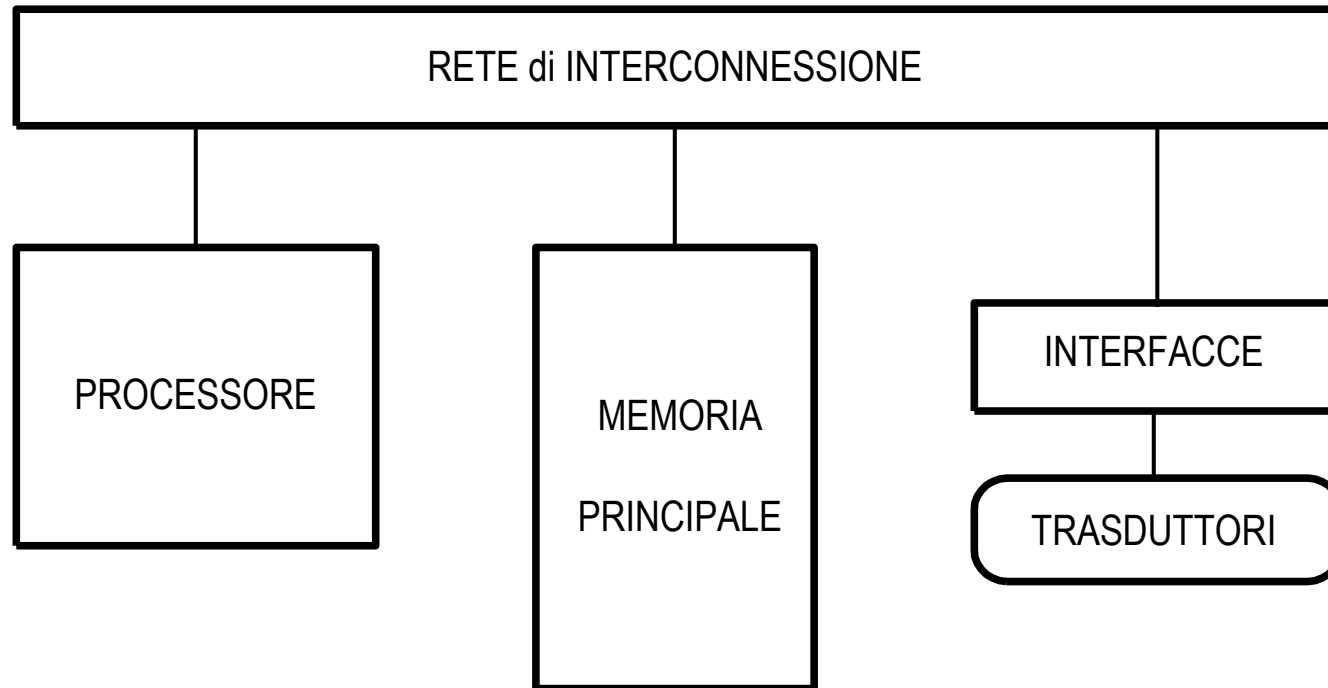 RETE di INTERCONNESSIONE
PROCESSORE
MEMORIA
PRINCIPALE
INTERFACCE
TRASDUTTORI